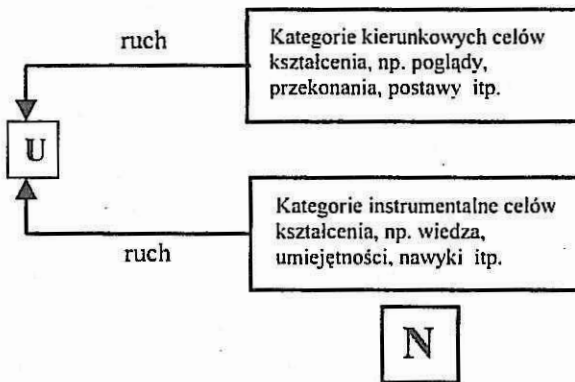 ruch
Kategorie kierunkowych celów
kształcenia, np. poglądy,
przekonania, postawy itp.
U
Kategorie instrumentalne celów
kształcenia, np. wiedza,
umiejętności, nawyki itp.
ruch
N